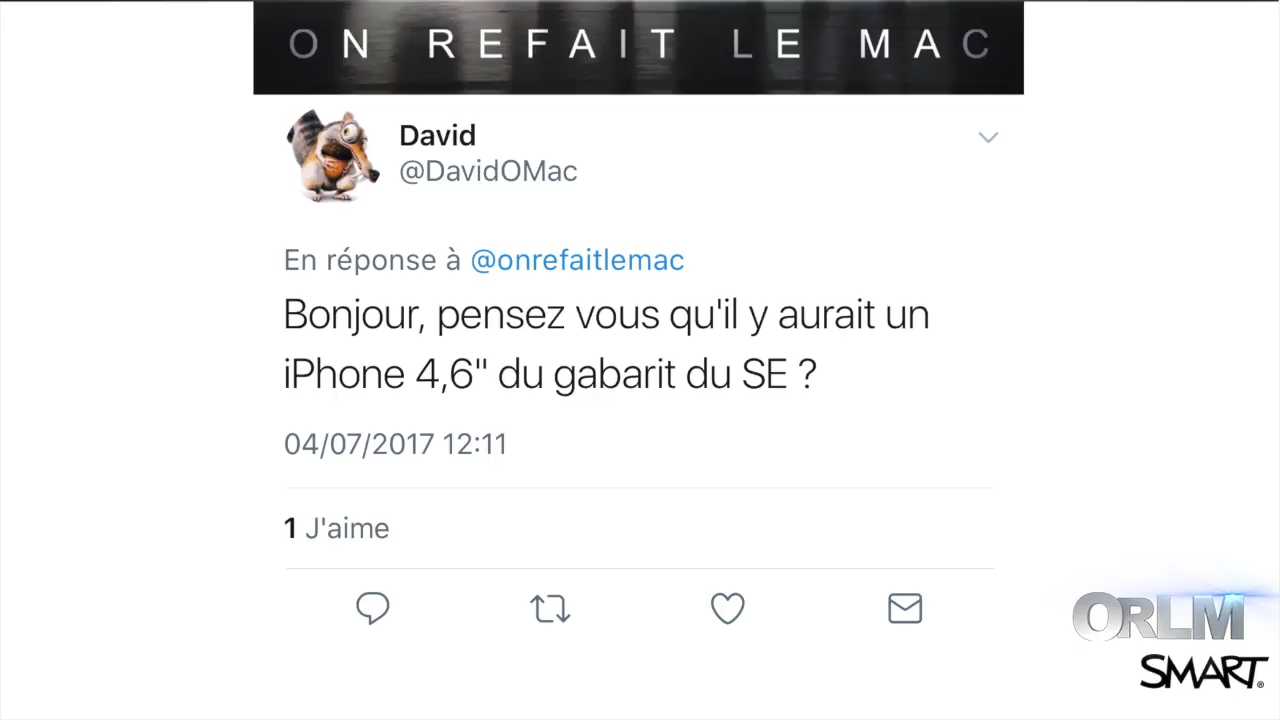 ON REFAIT LE MAC
David
@DavidOMac
En réponse à @onrefaitlemac
Bonjour, pensez vous qu'il y aurait un
iPhone 4,6" du gabarit du SE ?
04/07/2017 12:11
1 J'aime
ORLM
SMART®